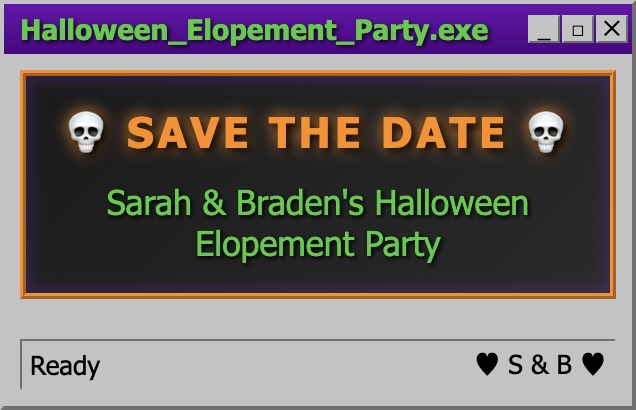 Halloween_Elopement_Party.exe
💀 SAVE THE DATE 💀
Sarah & Braden's Halloween
Elopement Party
Ready
♥ S & B ♥